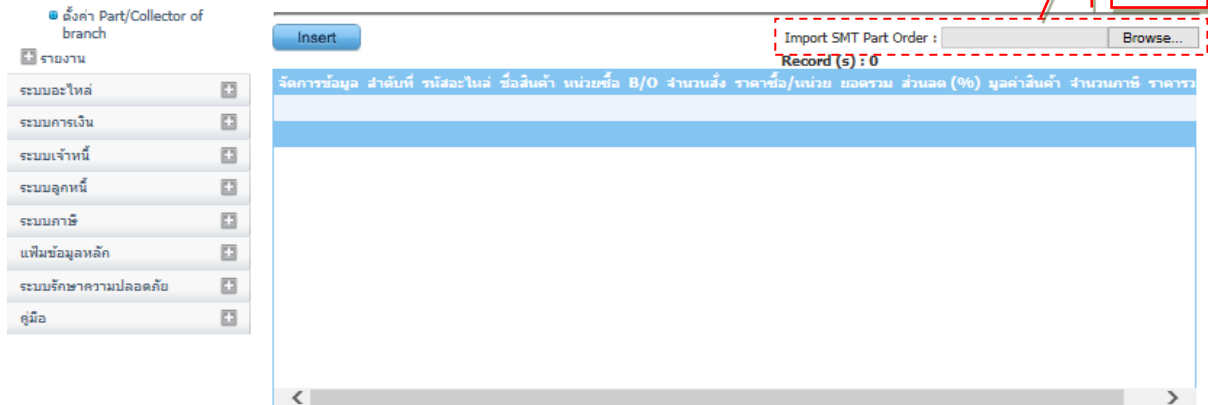 ตั้งค่า Part/Collector of
branch
รายงาน
ระบบอะไหล่
ระบบการเงิน
ระบบเจ้าหนี้
ระบบลูกหนี้
ระบบภาษี
แฟ้มข้อมูลหลัก
ระบบรักษาความปลอดภัย
คู่มือ
Insert
Import SMT Part Order :
Browse...
Record (s) : 0
จัดการข้อมูล ลำดับที่ รหัสอะไหล่ ชื่อสินค้า หน่วยซื้อ B/O จำนวนสั่ง ราคาซื้อ/หน่วย ยอดรวม ส่วนลด (%) มูลค่าสินค้า จำนวนภาษี ราคารว